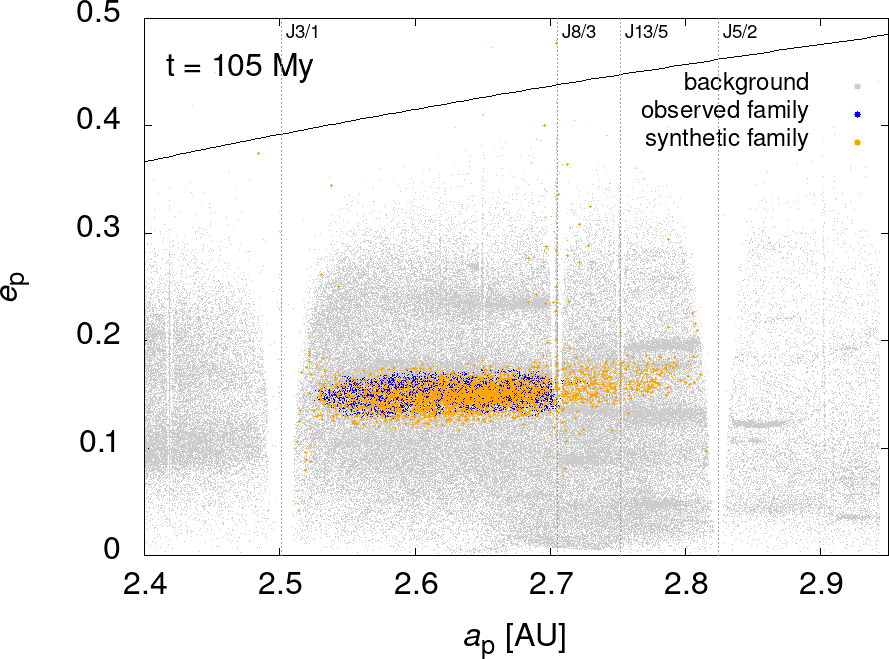 0.5
0.4
0.3
0.2
0.1
0
e_p
J3/1
J8/3
J13/5
J5/2
t = 105 My
background
observed family
synthetic family
2.4 2.5 2.6 2.7 2.8 2.9
a_p [AU]